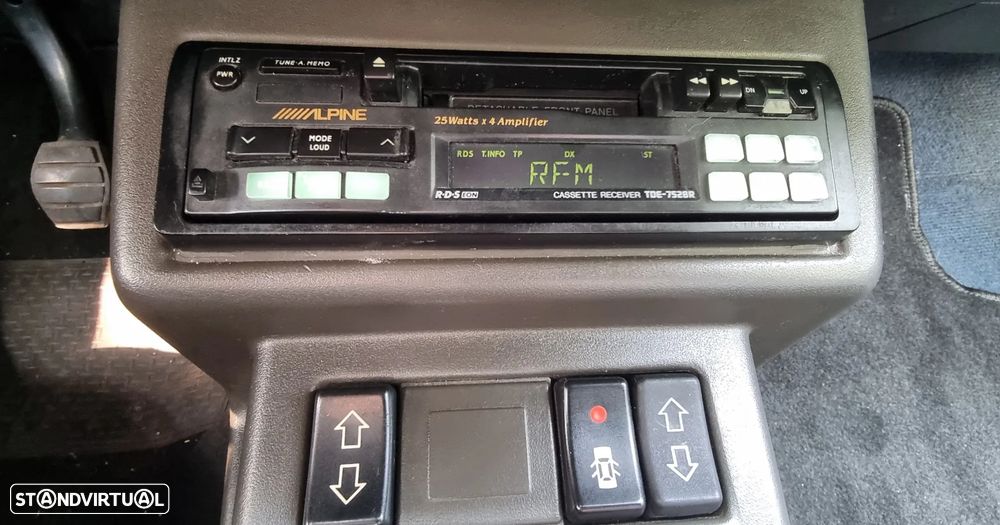 INTLZ
PWR
TUNE·A. MEMO
DN
UP
DETACHABLE FRONT PANEL
ALPINE
25Watts x 4 Amplifier
MODE
LOUD
RDS T.INFO TP DX ST
RFM
R·D·S EON
CASSETTE RECEIVER TDE-7528R
STANDVIRTUAL